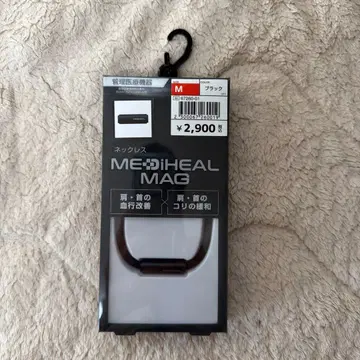 管理医療機器
M
ブラック
¥2,900
ネックレス
MEDiHEAL
MAG
肩・首の
血行改善
肩・首の
コリの緩和